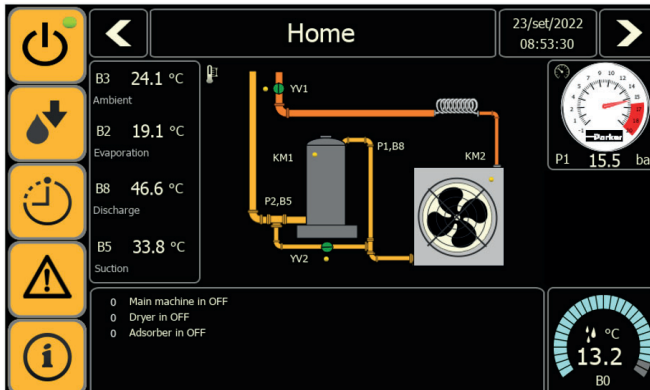 Home
23/set/2022
08:53:30
B3 24.1 °C
Ambient
B2 19.1 °C
Evaporation
B8 46.6 °C
Discharge
B5 33.8 °C
Suction
YV1
KM1
P1,B8
KM2
P2,B5
YV2
Parker
P1 15.5 ba
0 Main machine in OFF
0 Dryer in OFF
0 Adsorber in OFF
°C
13.2
B0
i